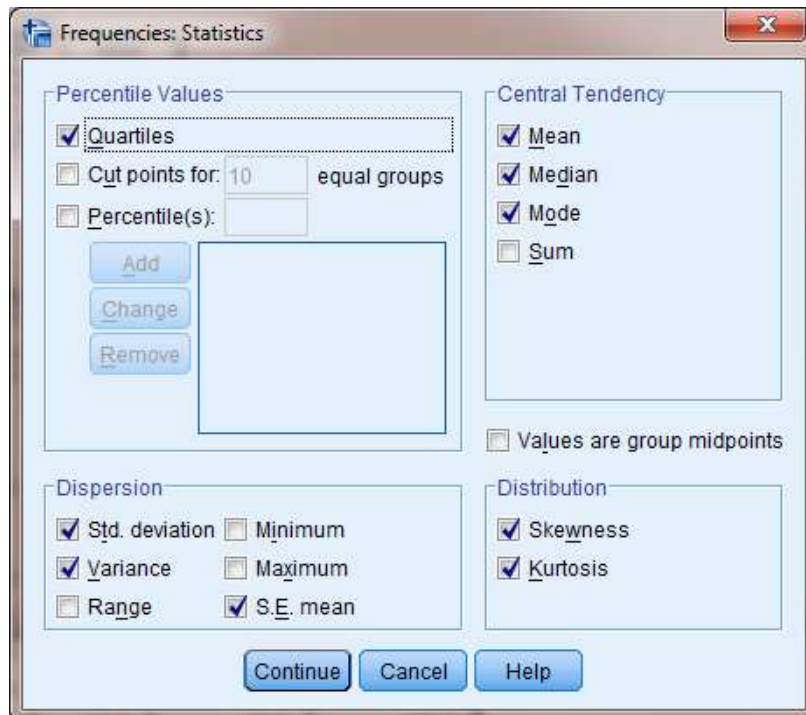 Frequencies: Statistics
Percentile Values
Quartiles
Cut points for: 10 equal groups
Percentile(s):
Add
Change
Remove
Central Tendency
Mean
Median
Mode
Sum
Values are group midpoints
Dispersion
Std. deviation Minimum
Variance Maximum
Range S.E. mean
Distribution
Skewness
Kurtosis
Continue Cancel Help